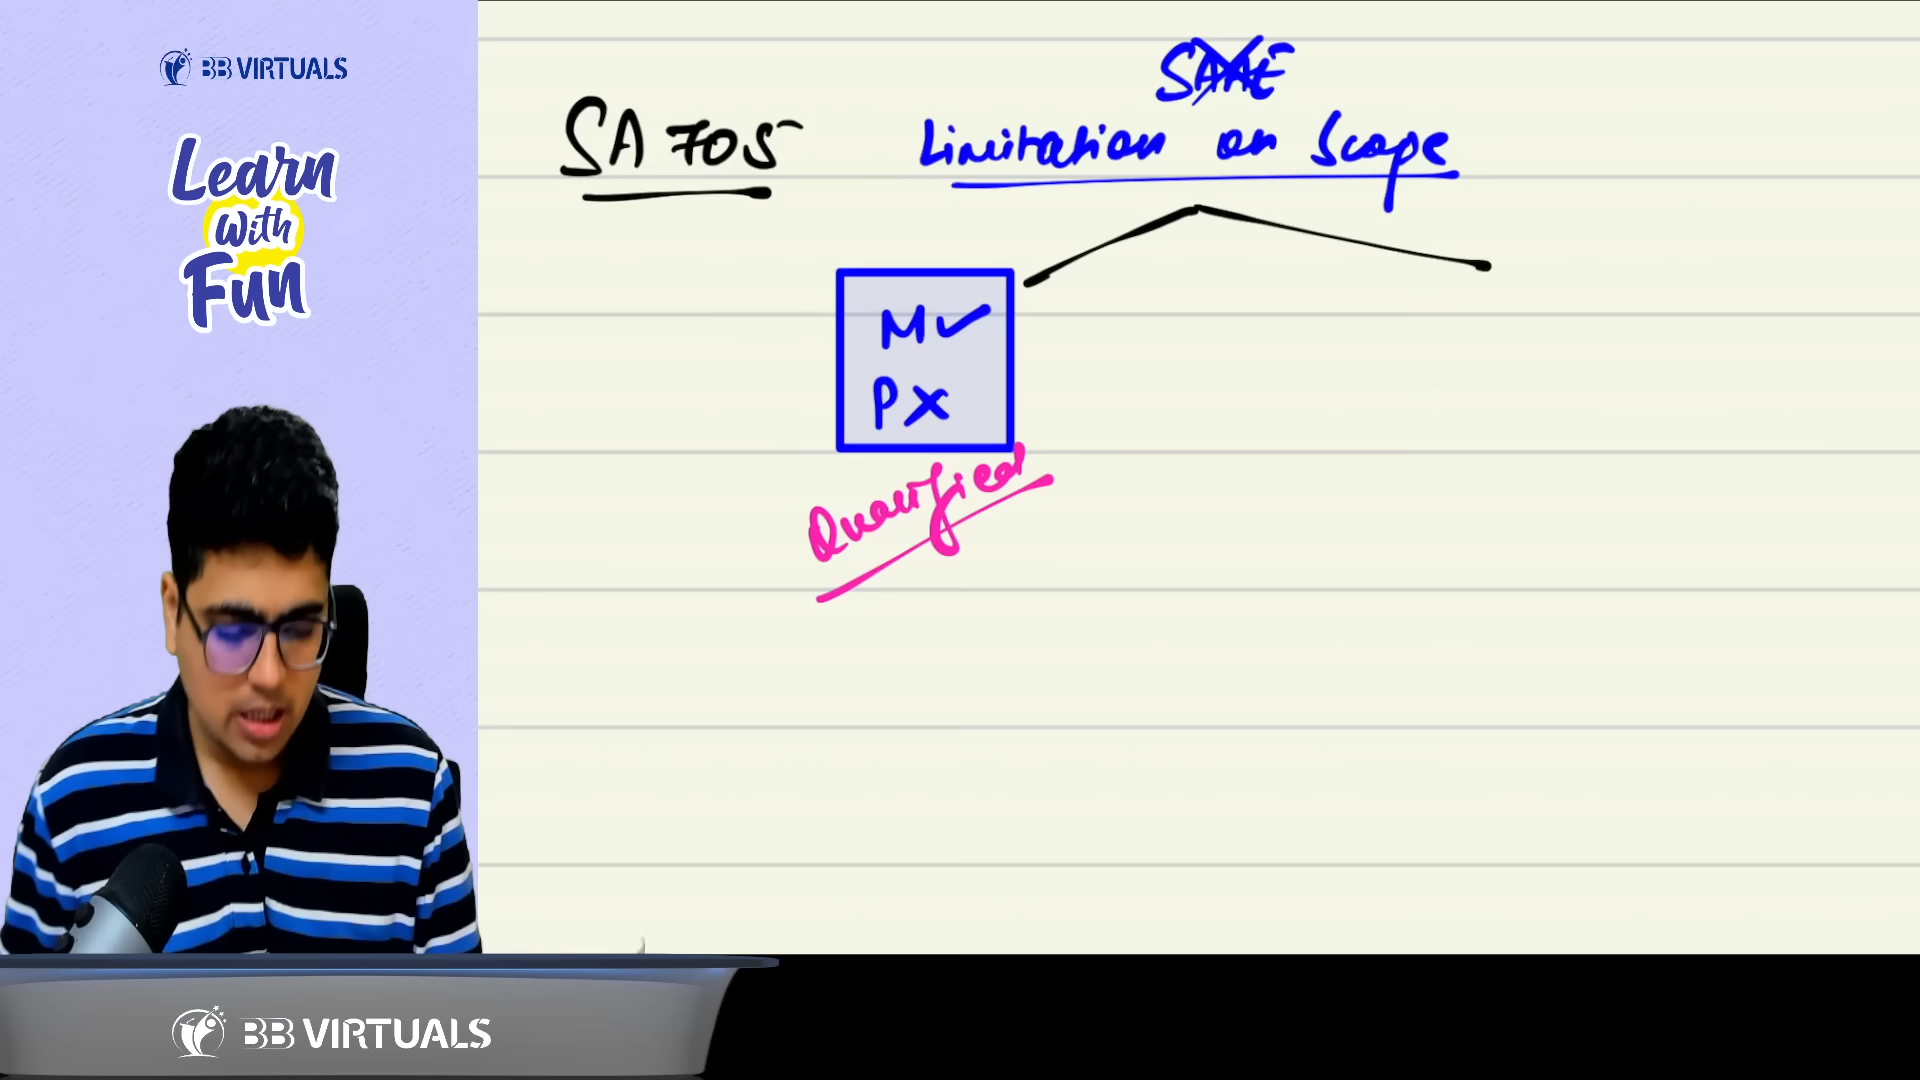 BB VIRTUALS
Learn
With
Fun
SAAE
SA 705
Limitation on Scope
M✓
P×
Qualified
BB VIRTUALS